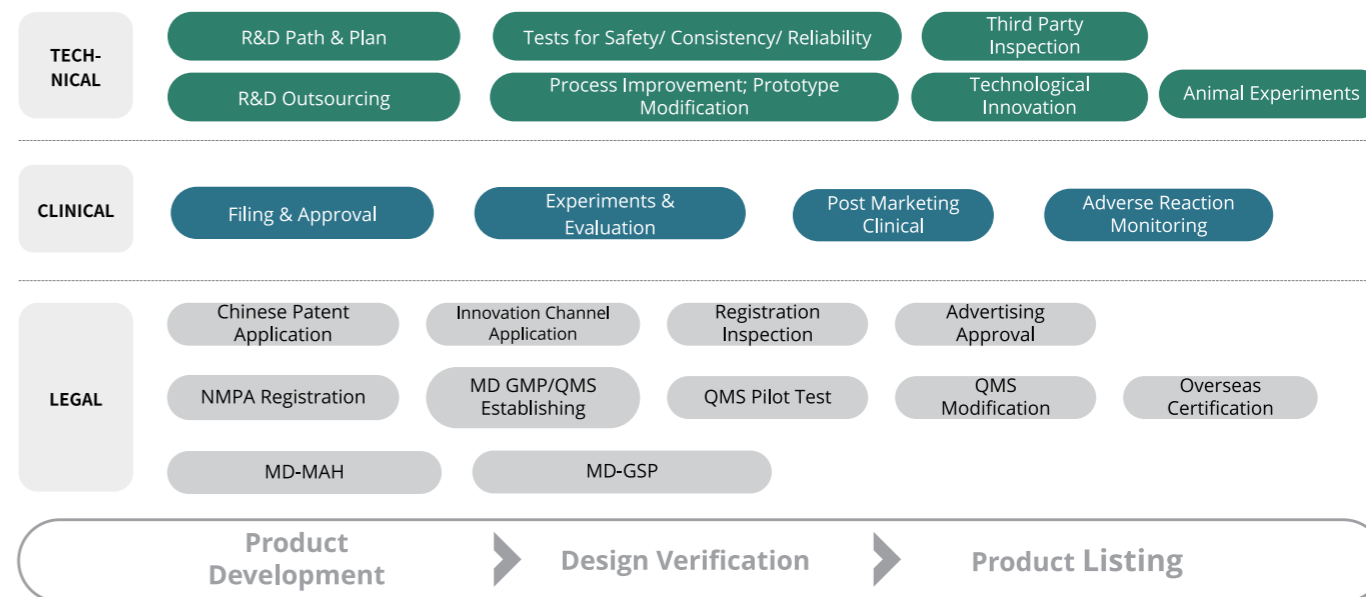 TECH-
NICAL
R&D Path & Plan
Tests for Safety/ Consistency/ Reliability
Third Party
Inspection
R&D Outsourcing
Process Improvement; Prototype
Modification
Technological
Innovation
Animal Experiments
CLINICAL
Filing & Approval
Experiments &
Evaluation
Post Marketing
Clinical
Adverse Reaction
Monitoring
LEGAL
Chinese Patent
Application
Innovation Channel
Application
Registration
Inspection
Advertising
Approval
NMPA Registration
MD GMP/QMS
Establishing
QMS Pilot Test
QMS
Modification
Overseas
Certification
MD-MAH
MD-GSP
Product
Development
Design Verification
Product Listing